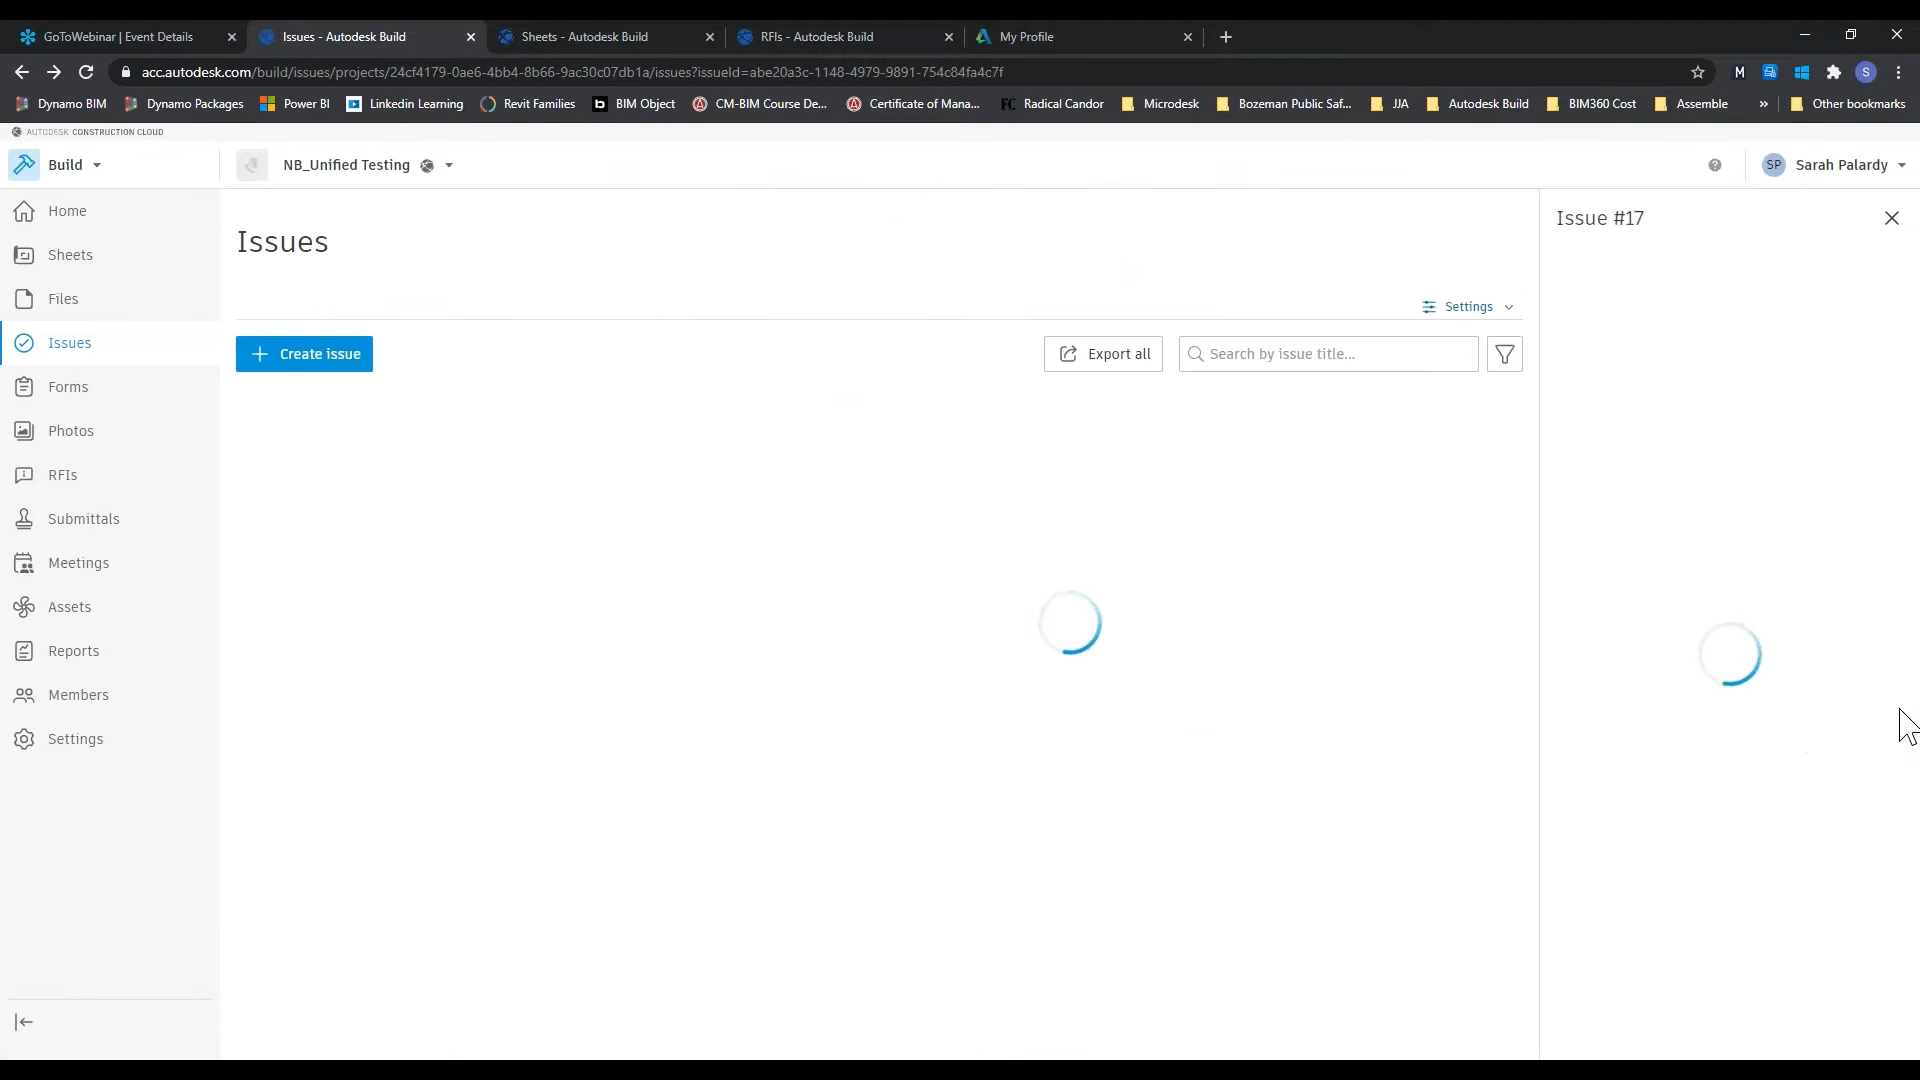 GoToWebinar | Event Details
Issues - Autodesk Build
Sheets - Autodesk Build
RFIs - Autodesk Build
My Profile
acc.autodesk.com/build/issues/projects/24cf4179-0ae6-4bb4-8b66-9ac30c07db1a/issues?issueId=abe20a3c-1148-4979-9891-754c84fa4c7f
M
S
Dynamo BIM
Dynamo Packages
Power BI
Linkedin Learning
Revit Families
b BIM Object
CM-BIM Course De...
Certificate of Mana...
FC Radical Candor
Microdesk
Bozeman Public Saf...
JJA
Autodesk Build
BIM360 Cost
Assemble
»
Other bookmarks
AUTODESK CONSTRUCTION CLOUD
Build
NB_Unified Testing
SP Sarah Palardy
Home
Sheets
Files
Issues
Forms
Photos
RFIs
Submittals
Meetings
Assets
Reports
Members
Settings
Issues
Settings
Create issue
Export all
Search by issue title...
Issue #17